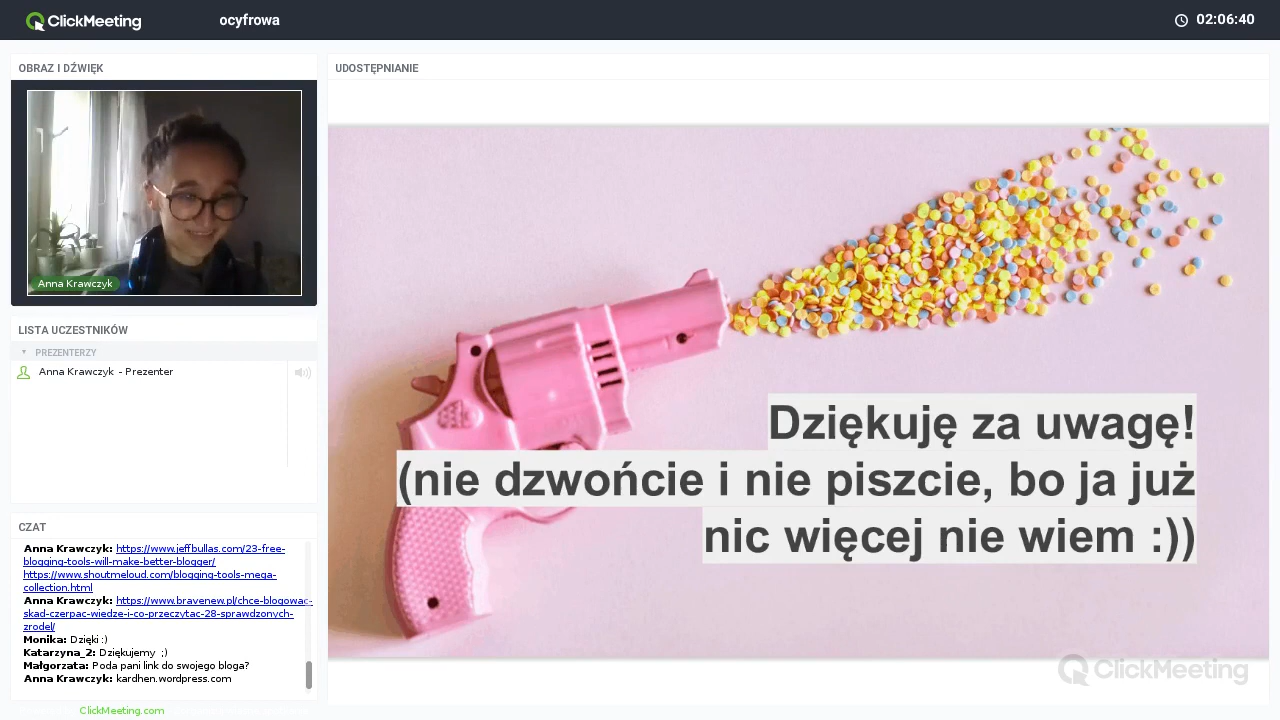 ClickMeeting
ocyfrowa
02:06:40
OBRAZ I DŹWIĘK
Anna Krawczyk
LISTA UCZESTNIKÓW
PREZENTERZY
Anna Krawczyk - Prezenter
CZAT
Anna Krawczyk: https://www.jeffbullas.com/23-free-
blogging-tools-will-make-better-blogger/
https://www.shoutmeloud.com/blogging-tools-mega-
collection.html
Anna Krawczyk: https://www.bravenew.pl/chce-blogowac-
skad-czerpac-wiedze-i-co-przeczytac-28-sprawdzonych-
zrodel/
Monika: Dzięki :)
Katarzyna_2: Dziękujemy ;)
Małgorzata: Poda pani link do swojego bloga?
Anna Krawczyk: kardhen.wordpress.com
ClickMeeting.com
UDOSTĘPNIANIE
Dziękuję za uwagę!
(nie dzwońcie i nie piszcie, bo ja już
nic więcej nie wiem :))
ClickMeeting